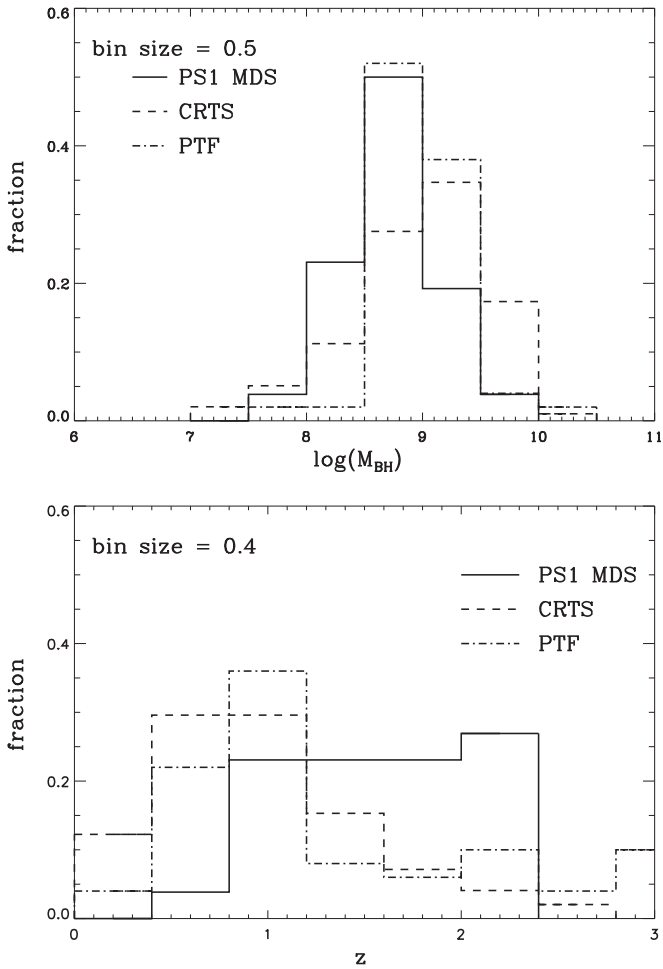 0.6
bin size = 0.5
PS1 MDS
CRTS
PTF
0.4
fraction
0.2
0.0
6 7 8 9 10 11
log(M_BH)
0.6
bin size = 0.4
PS1 MDS
CRTS
PTF
0.4
fraction
0.2
0.0
0 1 2 3
z